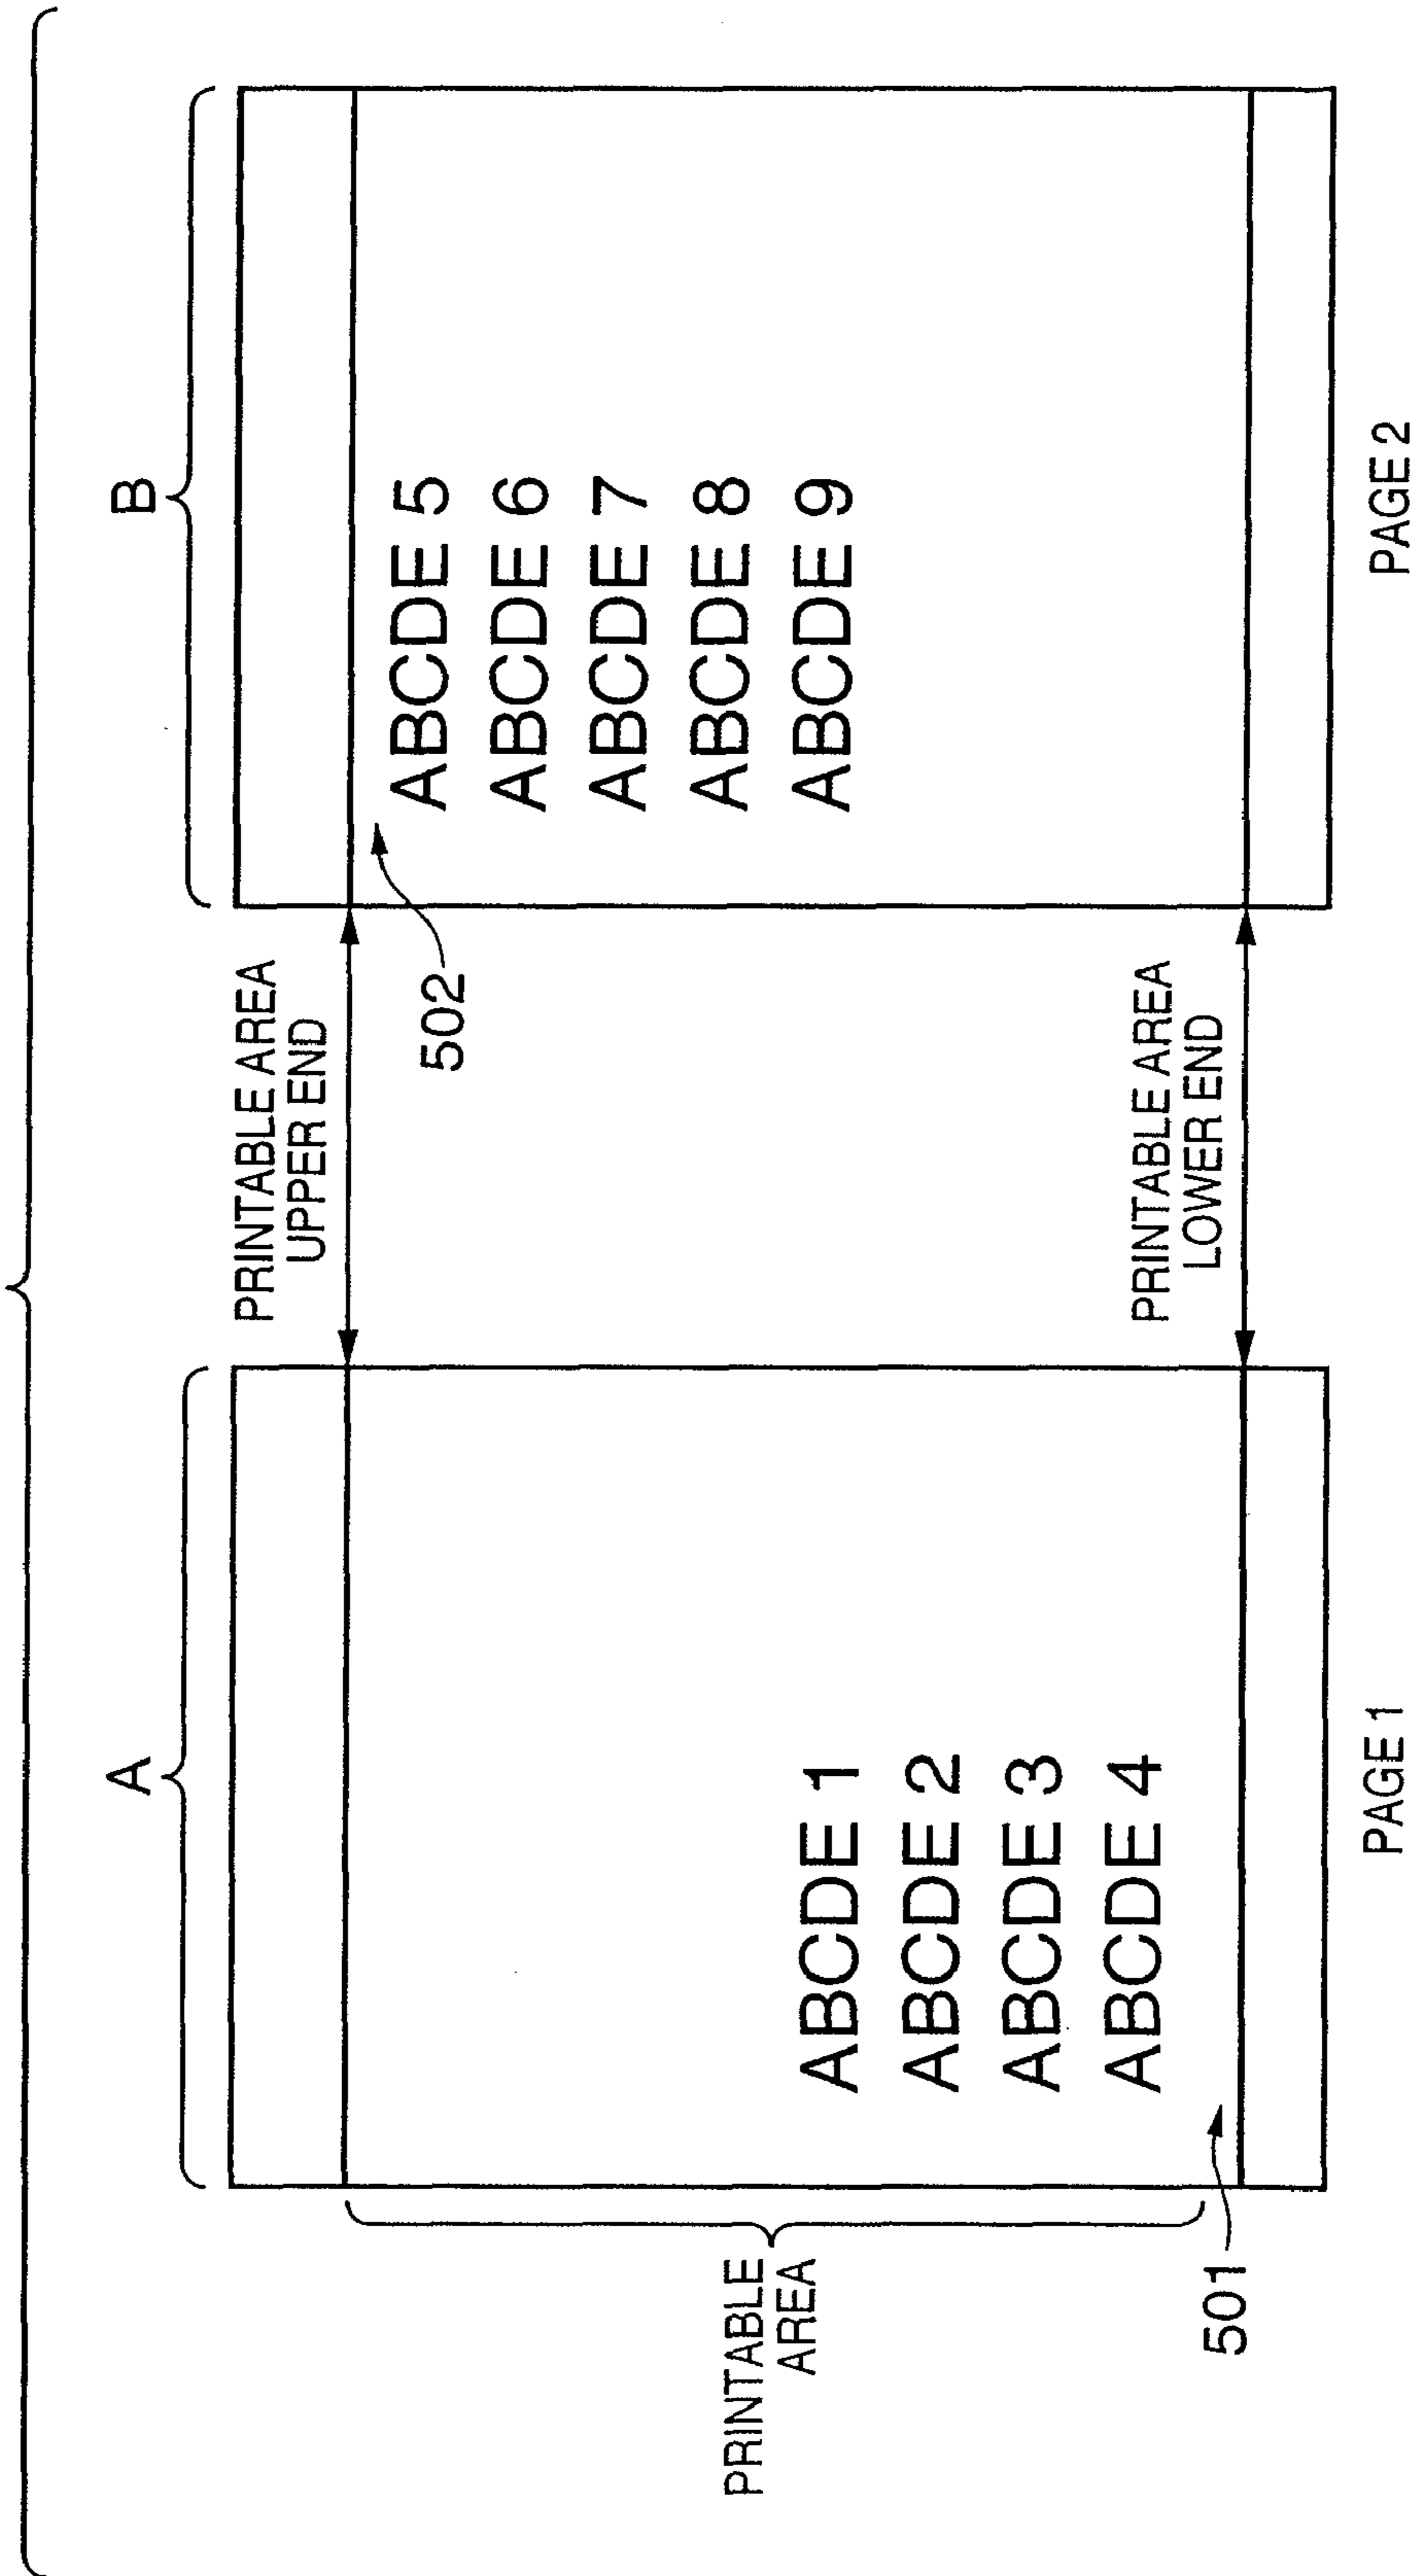 A
B
PRINTABLE AREA
UPPER END
502
PRINTABLE
AREA
ABCDE 1
ABCDE 2
ABCDE 3
ABCDE 4
501
ABCDE 5
ABCDE 6
ABCDE 7
ABCDE 8
ABCDE 9
PRINTABLE AREA
LOWER END
PAGE 1
PAGE 2